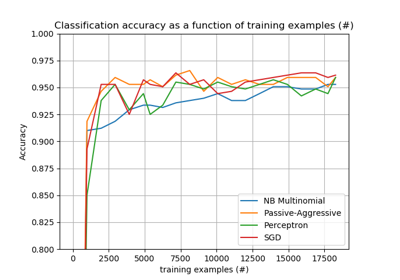 Classification accuracy as a function of training examples (#)
1.000
0.975
0.950
0.925
0.900
0.875
0.850
0.825
0.800
Accuracy
NB Multinomial
Passive-Aggressive
Perceptron
SGD
0 2500 5000 7500 10000 12500 15000 17500
training examples (#)